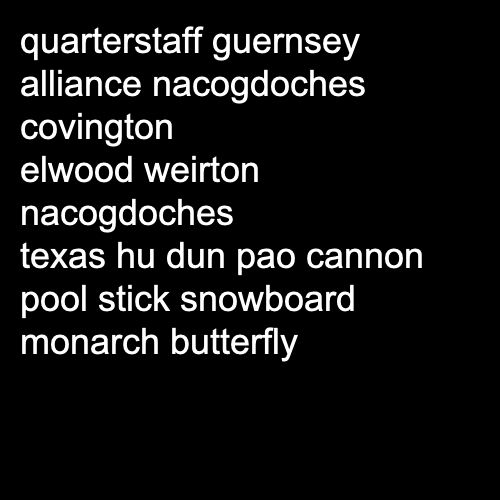 quarterstaff guernsey
alliance nacogdoches
covington
elwood weirton
nacogdoches
texas hu dun pao cannon
pool stick snowboard
monarch butterfly